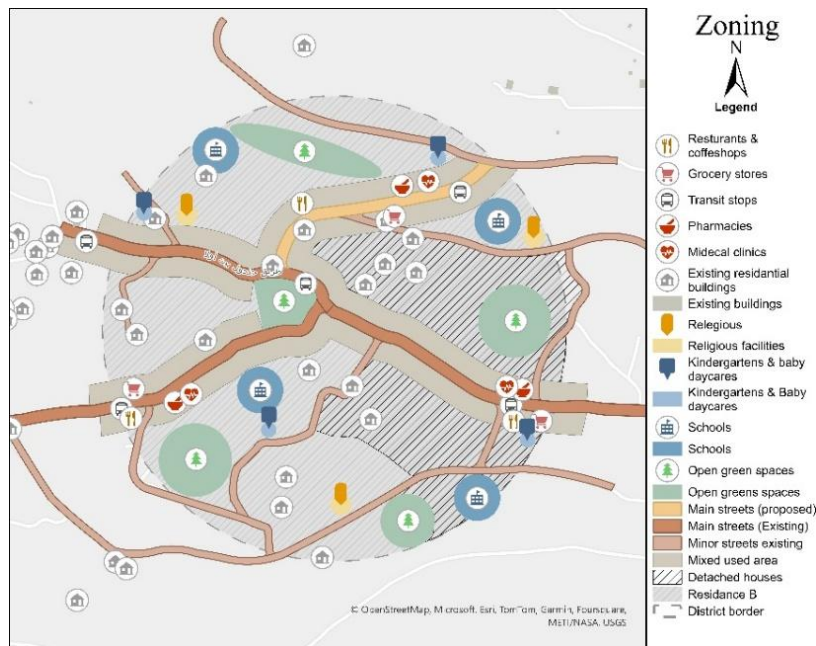 Zoning
N
Legend
Resturants &
coffeshops
Grocery stores
Transit stops
Pharmacies
Midecal clinics
Existing residantial
buildings
Existing buildings
Relegious
Religious facilities
Kindergartens & baby
daycares
Kindergartens & Baby
daycares
Schools
Schools
Open green spaces
Open greens spaces
Main streets (proposed)
Main streets (Existing)
Minor streets existing
Mixed used area
Detached houses
Residance B
District border
© OpenStreetMap, Microsoft, Esri, TomTom, Garmin, Foursquare,
METI/NASA, USGS